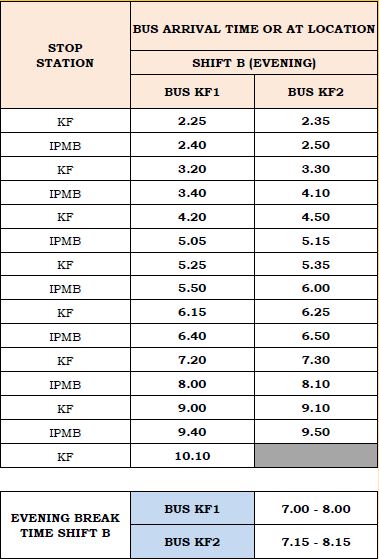 STOP STATION BUS ARRIVAL TIME OR AT LOCATION
SHIFT B (EVENING)
BUS KF1 BUS KF2
KF 2.25 2.35
IPMB 2.40 2.50
KF 3.20 3.30
IPMB 3.40 4.10
KF 4.20 4.50
IPMB 5.05 5.15
KF 5.25 5.35
IPMB 5.50 6.00
KF 6.15 6.25
IPMB 6.40 6.50
KF 7.20 7.30
IPMB 8.00 8.10
KF 9.00 9.10
IPMB 9.40 9.50
KF 10.10
EVENING BREAK TIME SHIFT B BUS KF1 7.00 - 8.00
BUS KF2 7.15 - 8.15